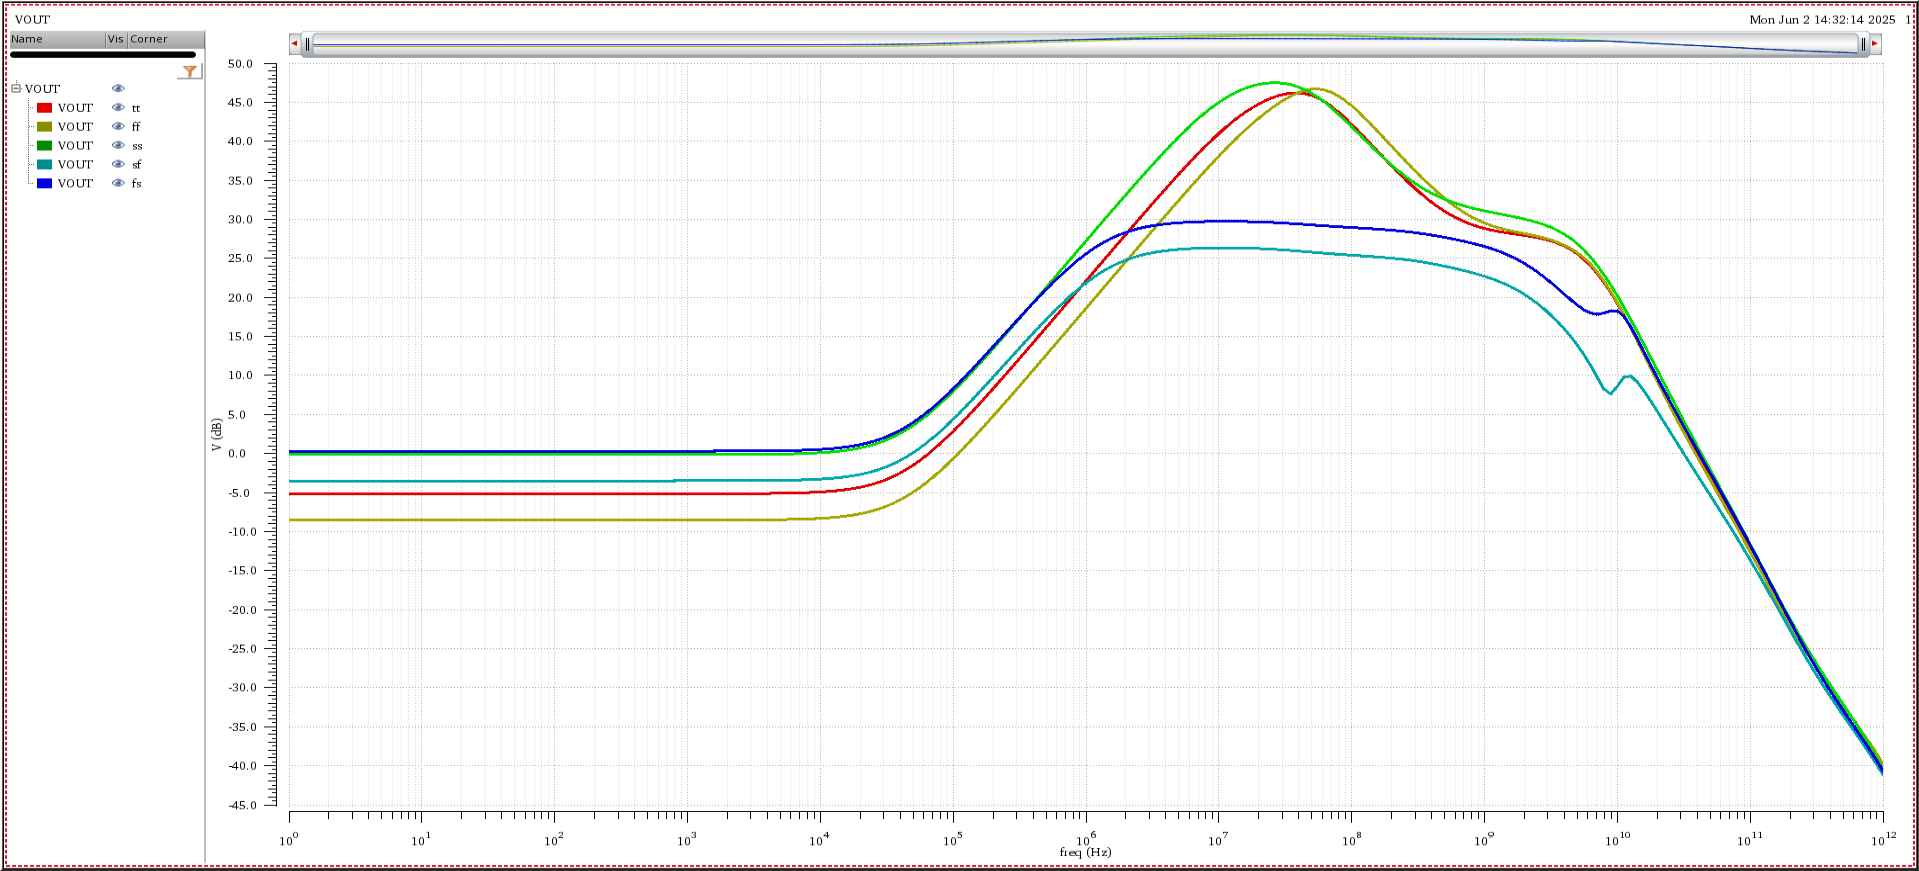 VOUT
Mon Jun 2 14:32:14 2025 1
Name Vis Corner
VOUT
VOUT tt
VOUT ff
VOUT ss
VOUT sf
VOUT fs
V (dB)
50.0
45.0
40.0
35.0
30.0
25.0
20.0
15.0
10.0
5.0
0.0
-5.0
-10.0
-15.0
-20.0
-25.0
-30.0
-35.0
-40.0
-45.0
10⁰ 10¹ 10² 10³ 10⁴ 10⁵ 10⁶ 10⁷ 10⁸ 10⁹ 10¹⁰ 10¹¹ 10¹²
freq (Hz)